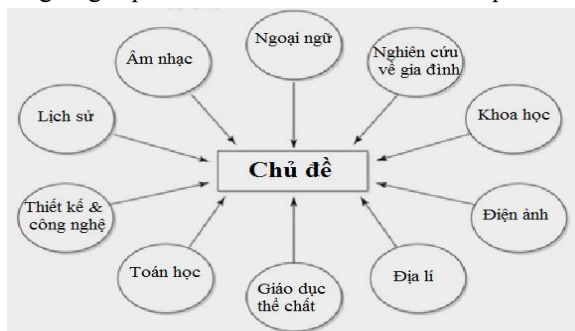 Ngoại ngữ
Âm nhạc
Nghiên cứu
về gia đình
Lịch sử
Khoa học
Chủ đề
Thiết kế &
công nghệ
Điện ảnh
Toán học
Giáo dục
thể chất
Địa lí